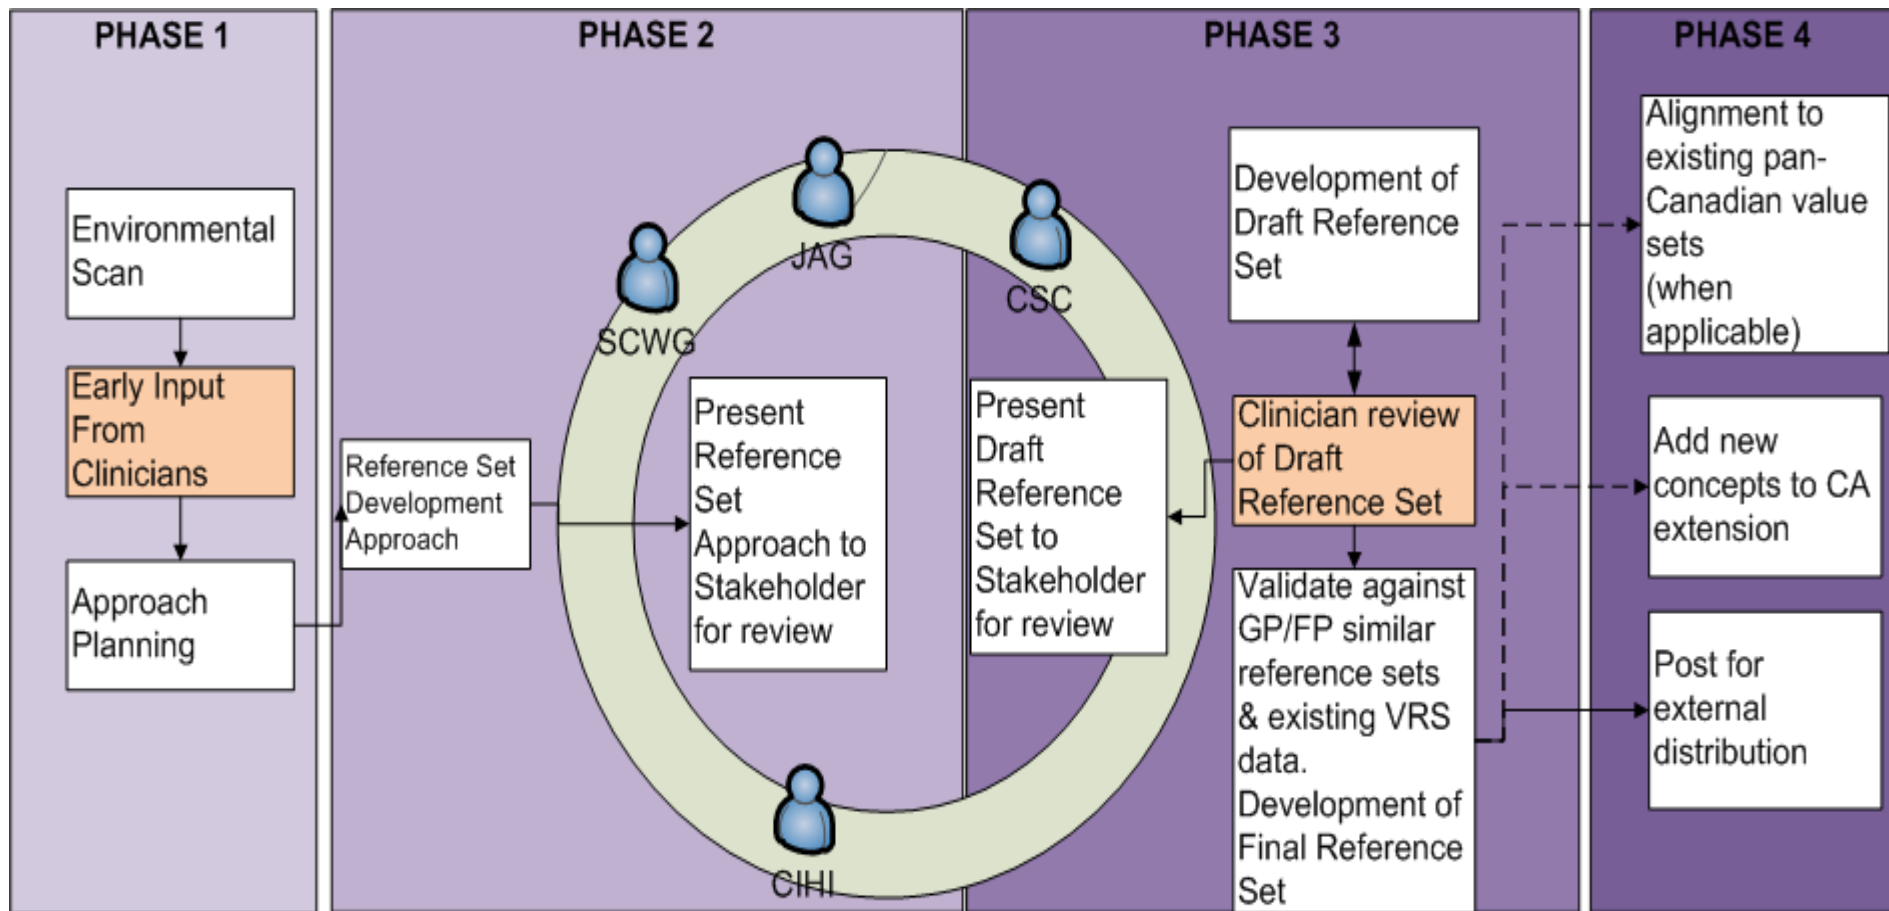 PHASE 1
Environmental
Scan
Early Input
From
Clinicians
Approach
Planning
PHASE 2
Reference Set
Development
Approach
SCWG
JAG
CSC
CIHI
Present
Reference
Set
Approach to
Stakeholder
for review
PHASE 3
Present
Draft
Reference
Set to
Stakeholder
for review
Development of
Draft Reference
Set
Clinician review
of Draft
Reference Set
Validate against
GP/FP similar
reference sets
& existing VRS
data.
Development of
Final Reference
Set
PHASE 4
Alignment to
existing pan-
Canadian value
sets
(when
applicable)
Add new
concepts to CA
extension
Post for
external
distribution